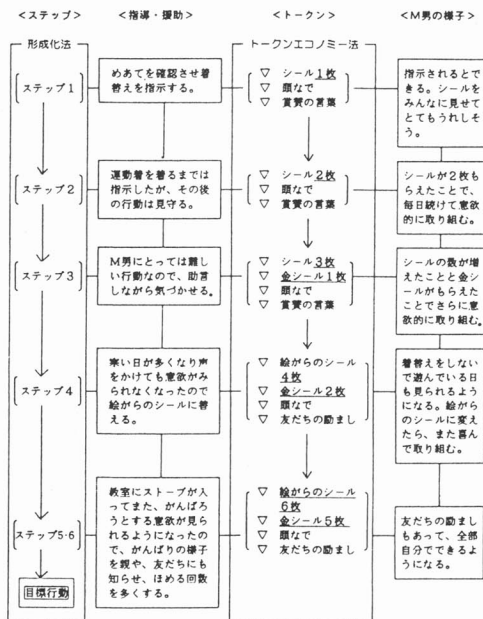 <ステップ>
<指導・援助>
<トークン>
<M男の様子>
形成化法
トークンエコノミー法
ステップ1
めあてを確認させ着
替えを指示する。
▽ シール1枚
▽ 頭なで
▽ 賞賛の言葉
指示されるとで
きる。シールを
みんなに見せて
とてもうれしそ
う。
ステップ2
運動着を着るまでは
指示したが、その後
の行動は見守る。
▽ シール2枚
▽ 頭なで
▽ 賞賛の言葉
シールが2枚も
らえたことで、
毎日続けて意欲
的に取り組む。
ステップ3
M男にとっては難し
い行動なので、助言
しながら気づかせる。
▽ シール3枚
▽ 金シール1枚
▽ 頭なで
▽ 賞賛の言葉
シールの数が増
えたことと金シ
ールがもらえた
ことでさらに意
欲的に取り組む。
ステップ4
寒い日が多くなり声
をかけても意欲がみ
られなくなったので
絵がらのシールに替
える。
▽ 絵がらのシール
4枚
▽ 金シール2枚
▽ 頭なで
▽ 友だちの励まし
着替えをしない
で遊んでいる日
も見られるよう
になる。絵がら
のシールに変え
たら、また喜ん
で取り組む。
ステップ5・6
教室にストーブが入
ってまた、がんばろ
うとする意欲が見ら
れるようになったの
で、がんばりの様子
を親や、友だちにも
知らせ、ほめる回数
を多くする。
▽ 絵がらのシール
6枚
▽ 金シール5枚
▽ 頭なで
▽ 友だちの励まし
友だちの励まし
もあって、全部
自分でできるよ
うになる。
目標行動